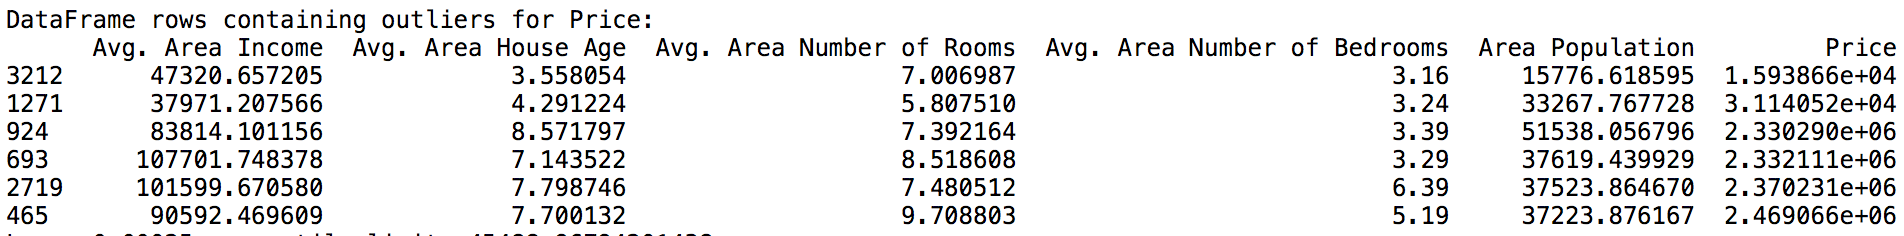 DataFrame rows containing outliers for Price:
Avg. Area Income Avg. Area House Age Avg. Area Number of Rooms Avg. Area Number of Bedrooms Area Population Price
3212 47320.657205 3.558054 7.006987 3.16 15776.618595 1.593866e+04
1271 37971.207566 4.291224 5.807510 3.24 33267.767728 3.114052e+04
924 83814.101156 8.571797 7.392164 3.39 51538.056796 2.330290e+06
693 107701.748378 7.143522 8.518608 3.29 37619.439929 2.332111e+06
2719 101599.670580 7.798746 7.480512 6.39 37523.864670 2.370231e+06
465 90592.469609 7.700132 9.708803 5.19 37223.876167 2.469066e+06